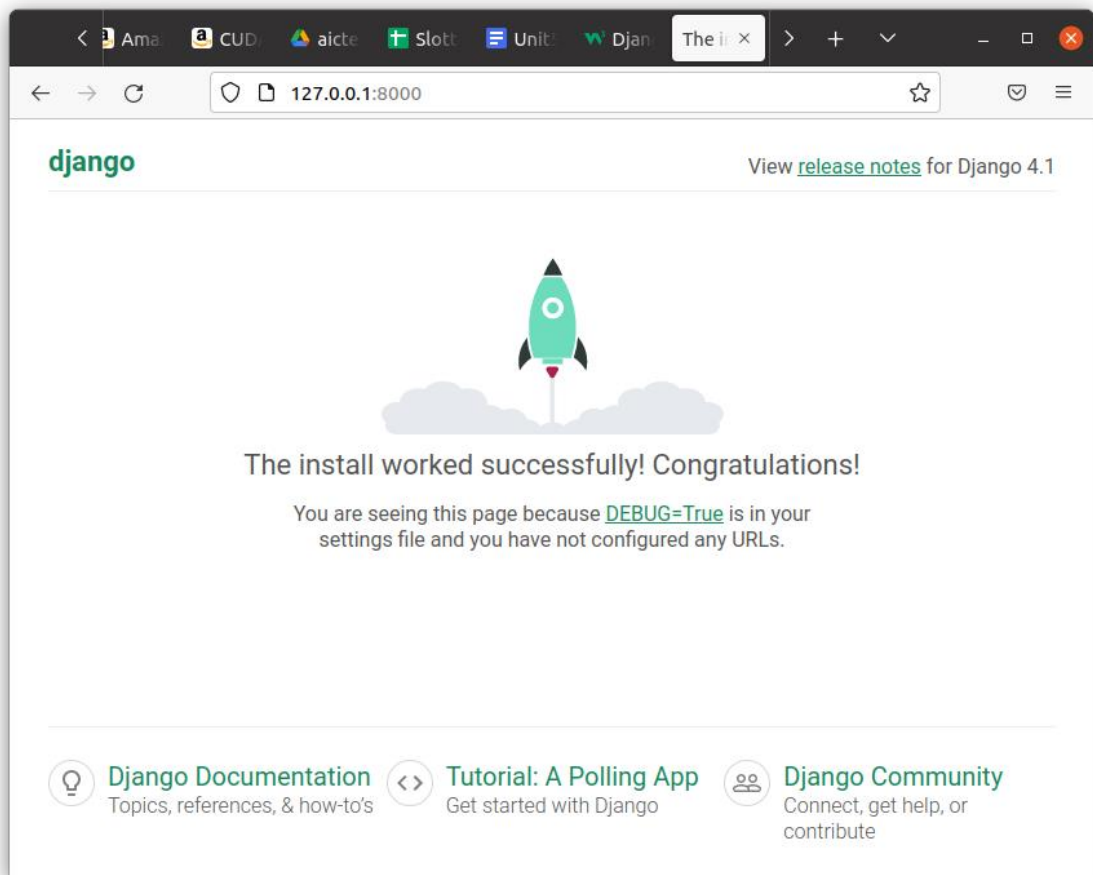 Ama CUD aicte Slott Unit Djan The i
127.0.0.1:8000
django
View release notes for Django 4.1
The install worked successfully! Congratulations!
You are seeing this page because DEBUG=True is in your
settings file and you have not configured any URLs.
Django Documentation
Topics, references, & how-to's
Tutorial: A Polling App
Get started with Django
Django Community
Connect, get help, or
contribute